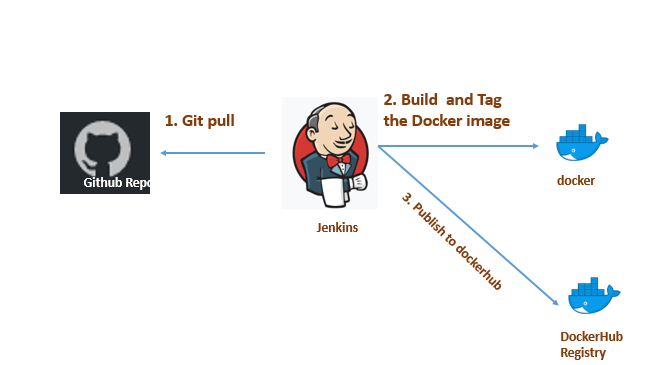 1. Git pull
Github Repo
Jenkins
2. Build and Tag
the Docker image
docker
3. Publish to dockerhub
DockerHub
Registry